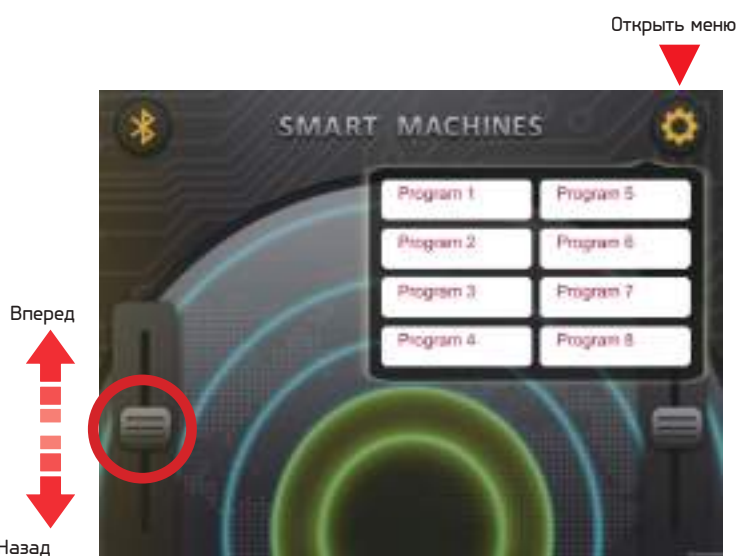 Открыть меню
SMART MACHINES
Program 1
Program 5
Program 2
Program 6
Program 3
Program 7
Program 4
Program 8
Вперед
Назад